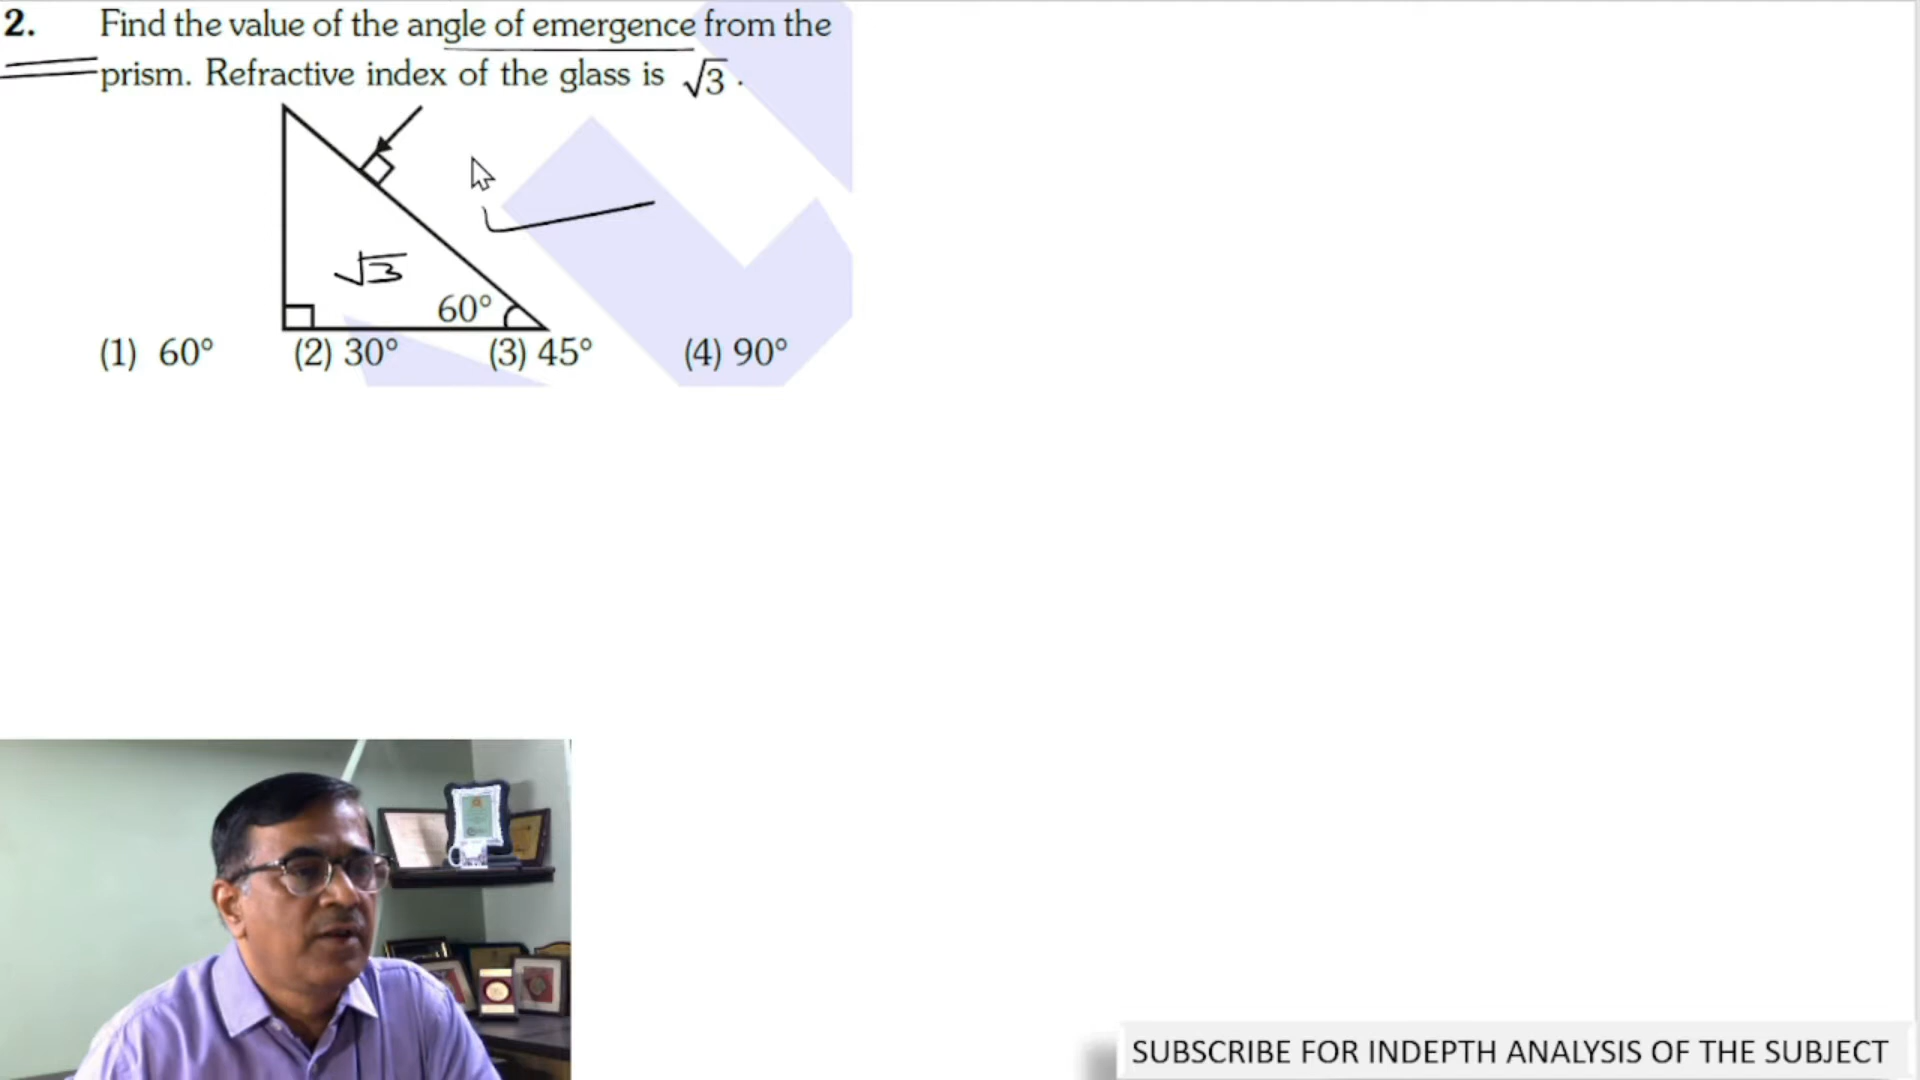 2. Find the value of the angle of emergence from the
prism. Refractive index of the glass is √3.
√3
60°
(1) 60° (2) 30° (3) 45° (4) 90°
SUBSCRIBE FOR INDEPTH ANALYSIS OF THE SUBJECT